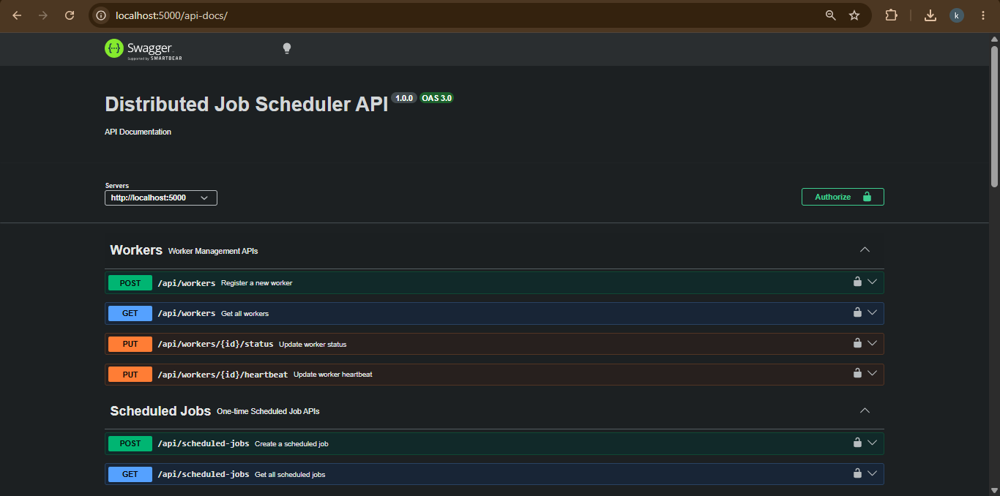 localhost:5000/api-docs/
k
{···} Swagger
Supported by SMARTBEAR
Distributed Job Scheduler API 1.0.0 OAS 3.0
API Documentation
Servers
http://localhost:5000
Authorize
Workers Worker Management APIs
POST /api/workers Register a new worker
GET /api/workers Get all workers
PUT /api/workers/{id}/status Update worker status
PUT /api/workers/{id}/heartbeat Update worker heartbeat
Scheduled Jobs One-time Scheduled Job APIs
POST /api/scheduled-jobs Create a scheduled job
GET /api/scheduled-jobs Get all scheduled jobs